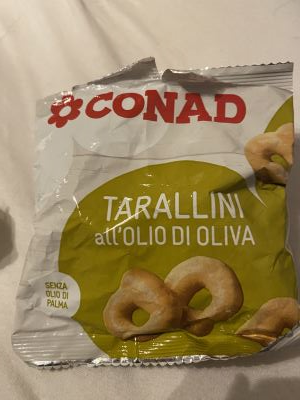 CONAD
TARALLINI
all'OLIO DI OLIVA
SENZA
OLIO DI
PALMA